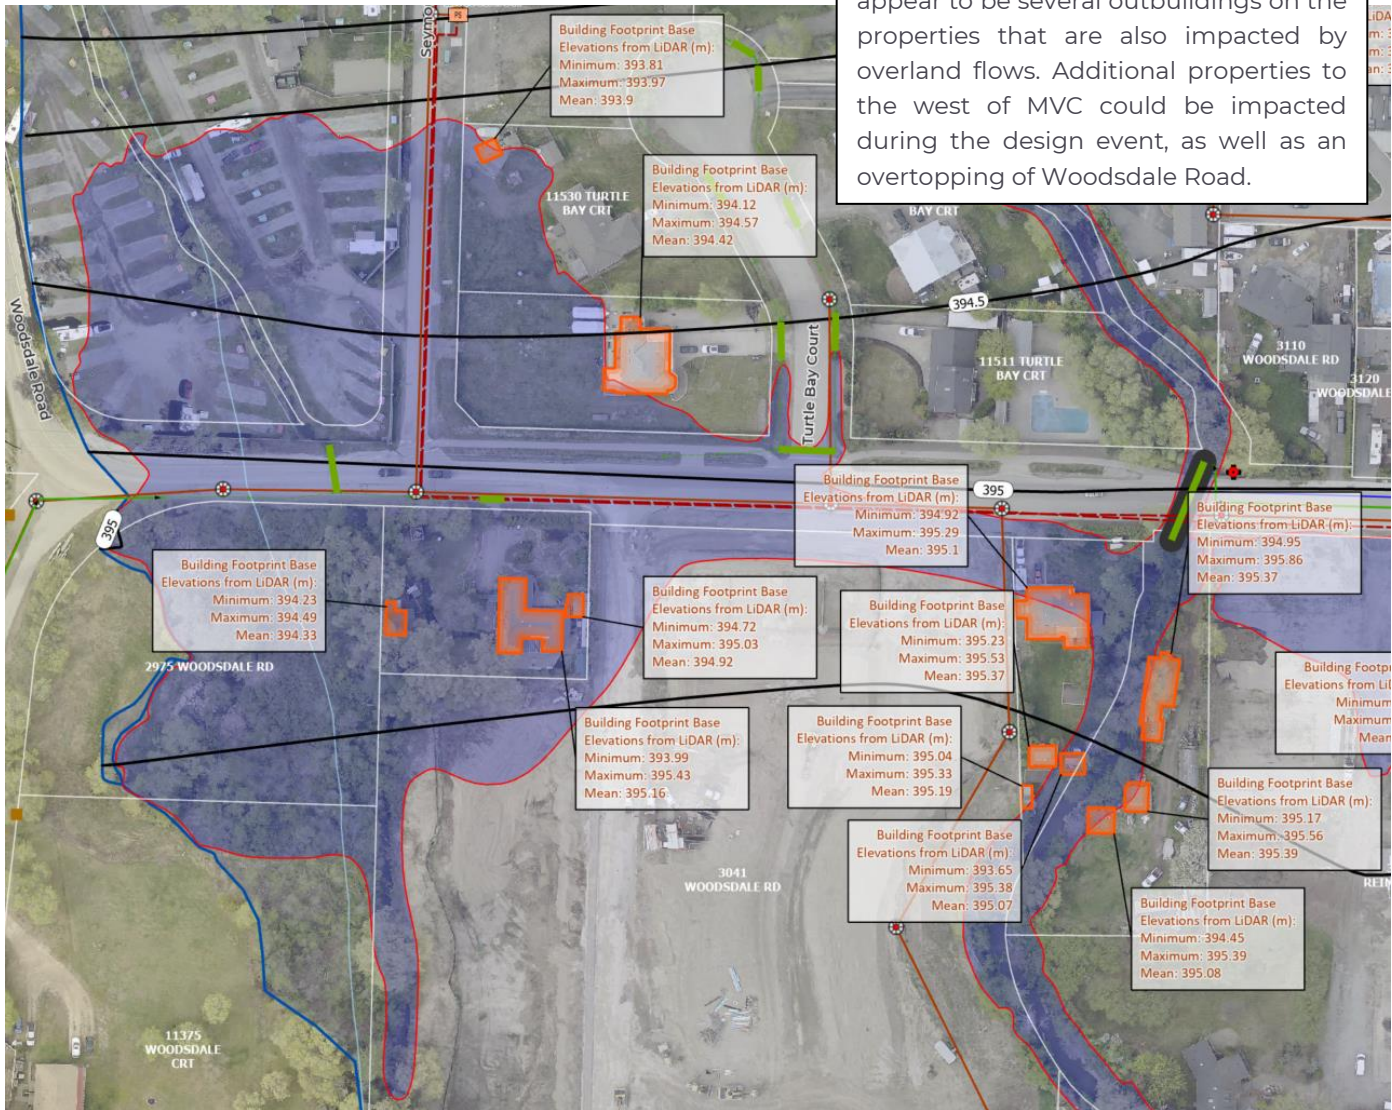 appear to be several outbuildings on the
properties that are also impacted by
overland flows. Additional properties to
the west of MVC could be impacted
during the design event, as well as an
overtopping of Woodsdale Road.
Seymo
P6
Building Footprint Base
Elevations from LiDAR (m):
Minimum: 393.81
Maximum: 393.97
Mean: 393.9
Building Footprint Base
Elevations from LiDAR (m):
Minimum: 394.12
Maximum: 394.57
Mean: 394.42
11530 TURTLE
BAY CRT
BAY CRT
Woodsdale Road
394.5
Turtle Bay Court
11511 TURTLE
BAY CRT
3110
WOODSDALE RD
3120
WOODSDALE
395
395
Building Footprint Base
Elevations from LiDAR (m):
Minimum: 394.92
Maximum: 395.29
Mean: 395.1
Building Footprint Base
Elevations from LiDAR (m):
Minimum: 394.95
Maximum: 395.86
Mean: 395.37
Building Footprint Base
Elevations from LiDAR (m):
Minimum: 394.23
Maximum: 394.49
Mean: 394.33
2975 WOODSDALE RD
Building Footprint Base
Elevations from LiDAR (m):
Minimum: 394.72
Maximum: 395.03
Mean: 394.92
Building Footprint Base
Elevations from LiDAR (m):
Minimum: 395.23
Maximum: 395.53
Mean: 395.37
Building Footp
Elevations from LiD
Minimum
Maximum
Mean
Building Footprint Base
Elevations from LiDAR (m):
Minimum: 393.99
Maximum: 395.43
Mean: 395.16
Building Footprint Base
Elevations from LiDAR (m):
Minimum: 395.04
Maximum: 395.33
Mean: 395.19
Building Footprint Base
Elevations from LiDAR (m):
Minimum: 395.17
Maximum: 395.56
Mean: 395.39
Building Footprint Base
Elevations from LiDAR (m):
Minimum: 393.65
Maximum: 395.38
Mean: 395.07
3041
WOODSDALE RD
REIM
Building Footprint Base
Elevations from LiDAR (m):
Minimum: 394.45
Maximum: 395.39
Mean: 395.08
11375
WOODSDALE
CRT